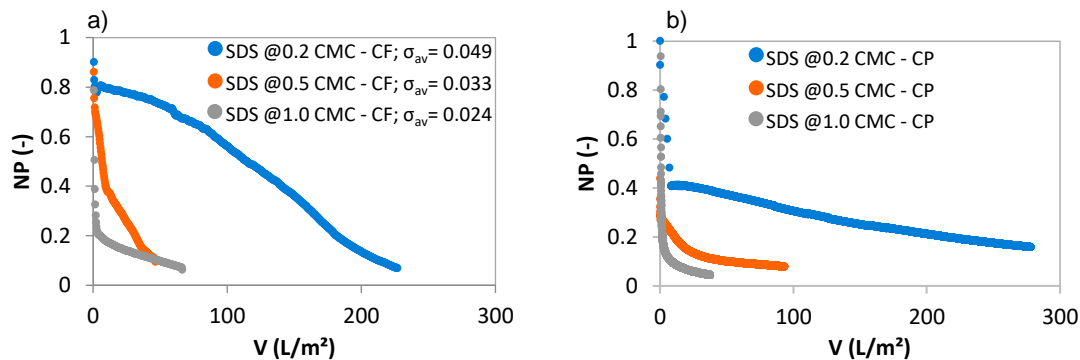 a)
1
0.8
0.6
0.4
0.2
0
0
100
200
300
NP (-)
V (L/m²)
SDS @0.2 CMC - CF; σav= 0.049
SDS @0.5 CMC - CF; σav= 0.033
SDS @1.0 CMC - CF; σav= 0.024
b)
1
0.8
0.6
0.4
0.2
0
0
100
200
300
NP (-)
V (L/m²)
SDS @0.2 CMC - CP
SDS @0.5 CMC - CP
SDS @1.0 CMC - CP